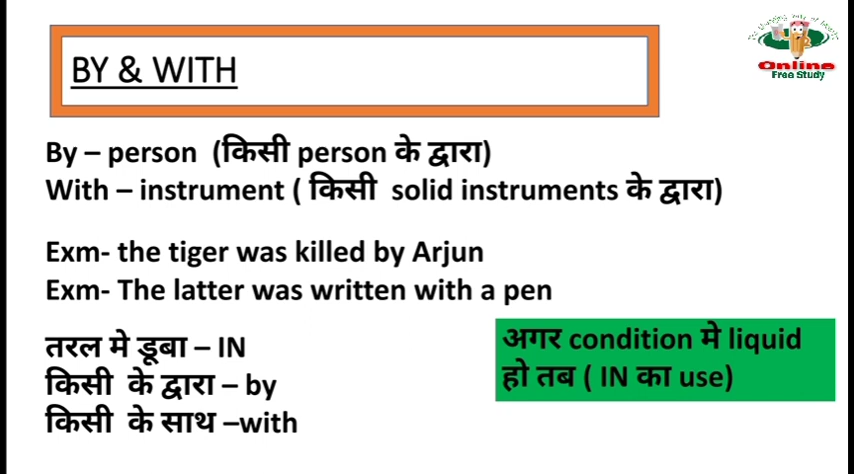 Online
Free Study
BY & WITH
By – person (किसी person के द्वारा)
With – instrument ( किसी solid instruments के द्वारा)
Exm- the tiger was killed by Arjun
Exm- The latter was written with a pen
तरल मे डूबा – IN
किसी के द्वारा – by
किसी के साथ –with
अगर condition मे liquid
हो तब ( IN का use)